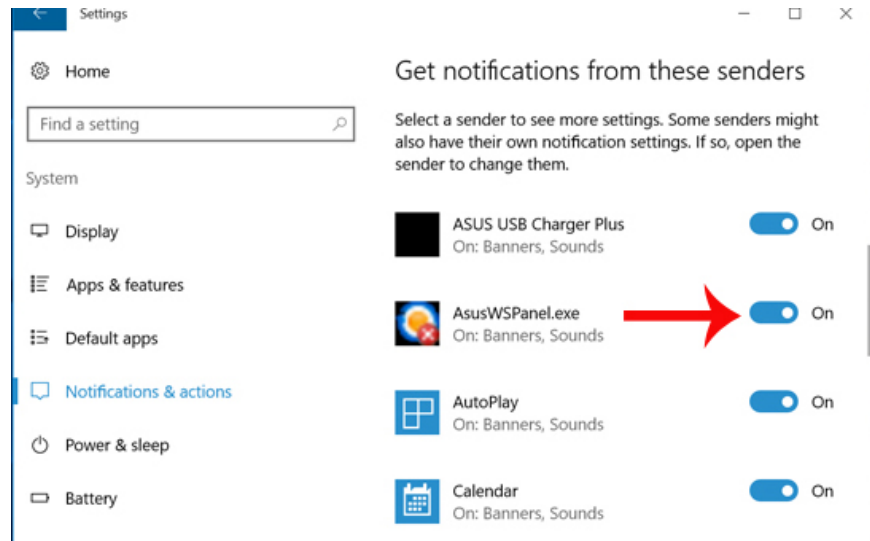 Settings
Home
Find a setting
System
Display
Apps & features
Default apps
Notifications & actions
Power & sleep
Battery
Get notifications from these senders
Select a sender to see more settings. Some senders might
also have their own notification settings. If so, open the
sender to change them.
ASUS USB Charger Plus
On: Banners, Sounds
On
AsusWSPanel.exe
On: Banners, Sounds
On
AutoPlay
On: Banners, Sounds
On
Calendar
On: Banners, Sounds
On